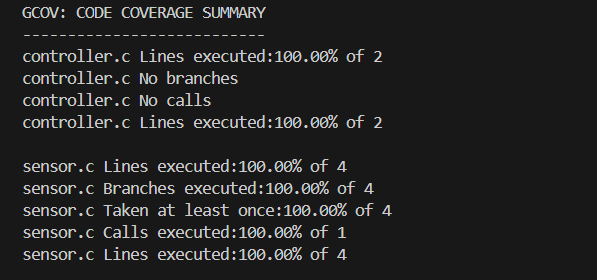 GCOV: CODE COVERAGE SUMMARY
---------------------------
controller.c Lines executed:100.00% of 2
controller.c No branches
controller.c No calls
controller.c Lines executed:100.00% of 2

sensor.c Lines executed:100.00% of 4
sensor.c Branches executed:100.00% of 4
sensor.c Taken at least once:100.00% of 4
sensor.c Calls executed:100.00% of 1
sensor.c Lines executed:100.00% of 4